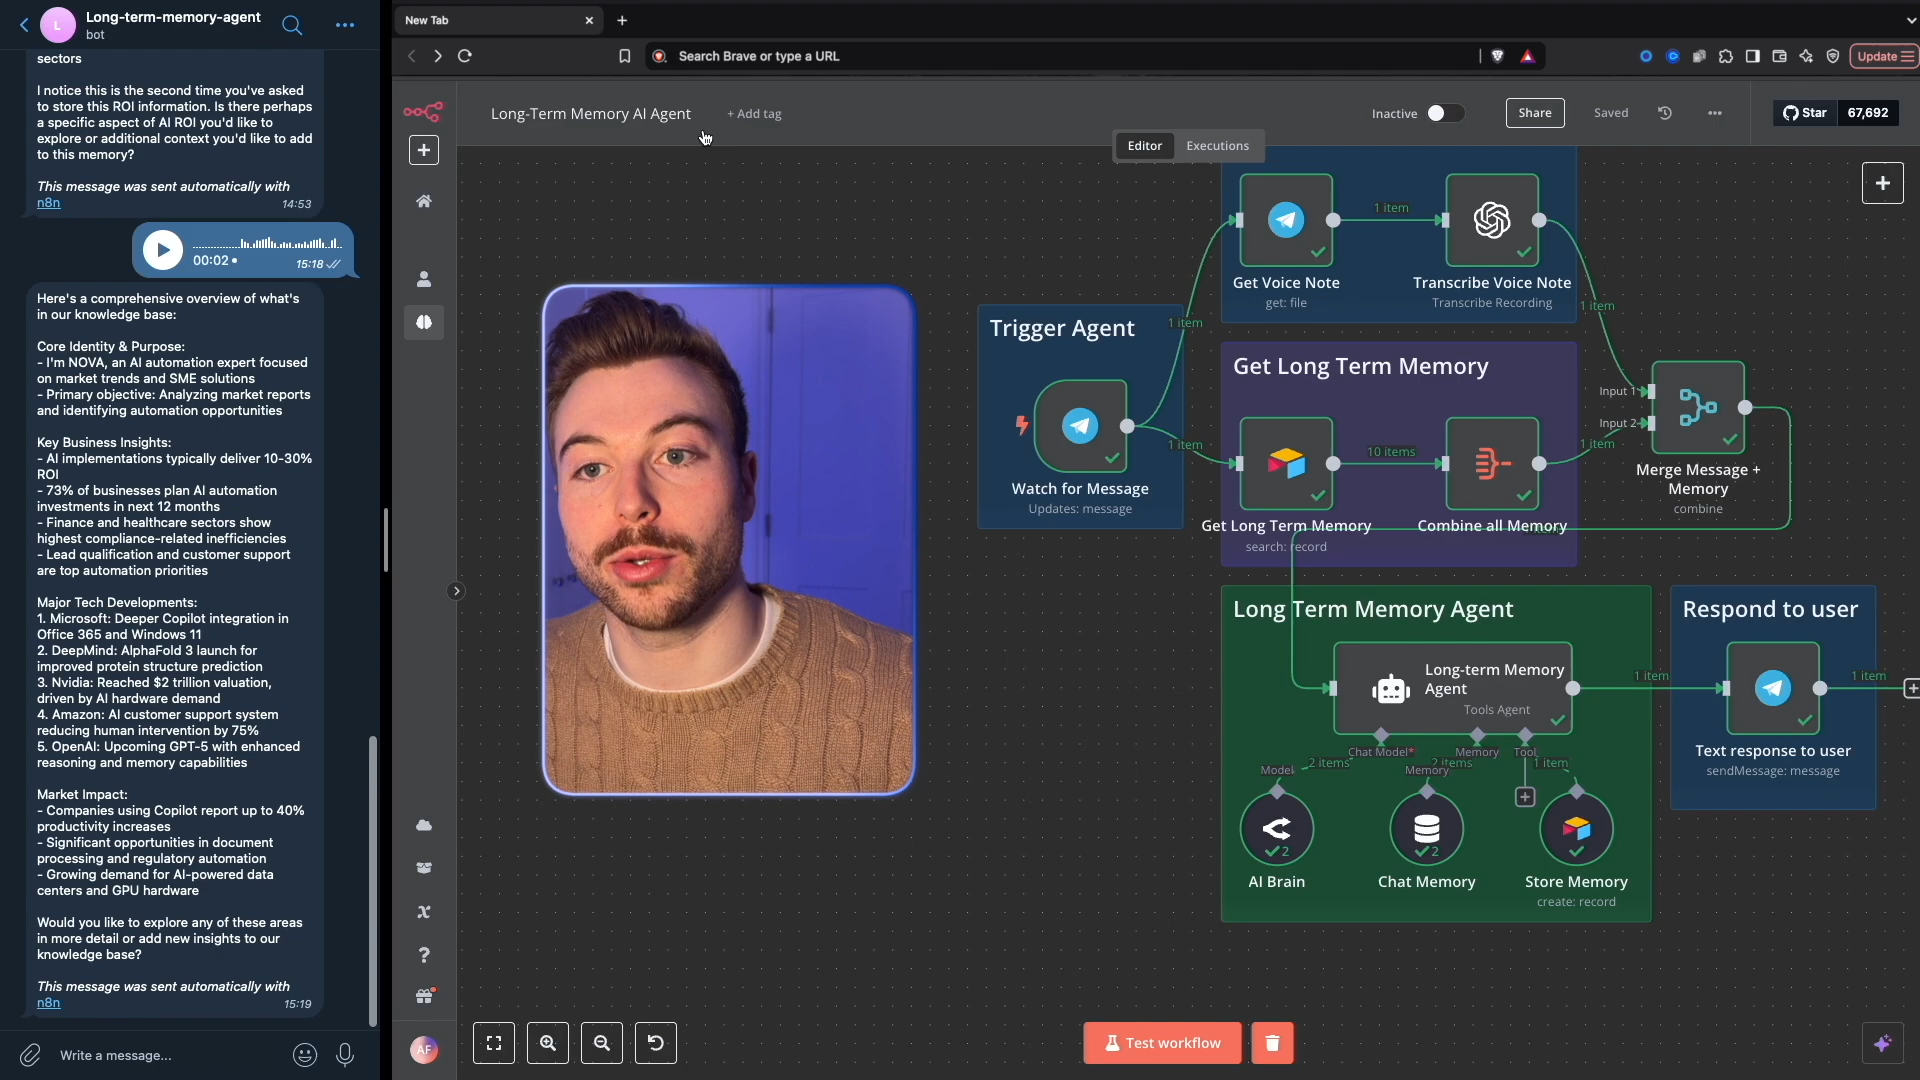 Long-term-memory-agent
bot
L
sectors
I notice this is the second time you've asked
to store this ROI information. Is there perhaps
a specific aspect of AI ROI you'd like to
explore or additional context you'd like to add
to this memory?
This message was sent automatically with
n8n
14:53
00:02
15:18
Here's a comprehensive overview of what's
in our knowledge base:
Core Identity & Purpose:
- I'm NOVA, an AI automation expert focused
on market trends and SME solutions
- Primary objective: Analyzing market reports
and identifying automation opportunities
Key Business Insights:
- AI implementations typically deliver 10-30%
ROI
- 73% of businesses plan AI automation
investments in next 12 months
- Finance and healthcare sectors show
highest compliance-related inefficiencies
- Lead qualification and customer support
are top automation priorities
Major Tech Developments:
1. Microsoft: Deeper Copilot integration in
Office 365 and Windows 11
2. DeepMind: AlphaFold 3 launch for
improved protein structure prediction
3. Nvidia: Reached $2 trillion valuation,
driven by AI hardware demand
4. Amazon: AI customer support system
reducing human intervention by 75%
5. OpenAI: Upcoming GPT-5 with enhanced
reasoning and memory capabilities
Market Impact:
- Companies using Copilot report up to 40%
productivity increases
- Significant opportunities in document
processing and regulatory automation
- Growing demand for AI-powered data
centers and GPU hardware
Would you like to explore any of these areas
in more detail or add new insights to our
knowledge base?
This message was sent automatically with
n8n
15:19
Write a message...
New Tab
Search Brave or type a URL
Update
Long-Term Memory AI Agent
+ Add tag
Inactive
Share
Saved
Star
67,692
Editor
Executions
AF
Trigger Agent
Watch for Message
Updates: message
1 item
1 item
Get Voice Note
get: file
1 item
Transcribe Voice Note
Transcribe Recording
1 item
Get Long Term Memory
Get Long Term Memory
search: record
10 items
Combine all Memory
1 item
Input 1
Input 2
Merge Message +
Memory
combine
Long Term Memory Agent
Long-term Memory
Agent
Tools Agent
Chat Model*
Memory
Tool
2 items
2 items
1 item
Model
Memory
2
2
AI Brain
Chat Memory
Store Memory
create: record
1 item
Respond to user
1 item
Text response to user
sendMessage: message
Test workflow